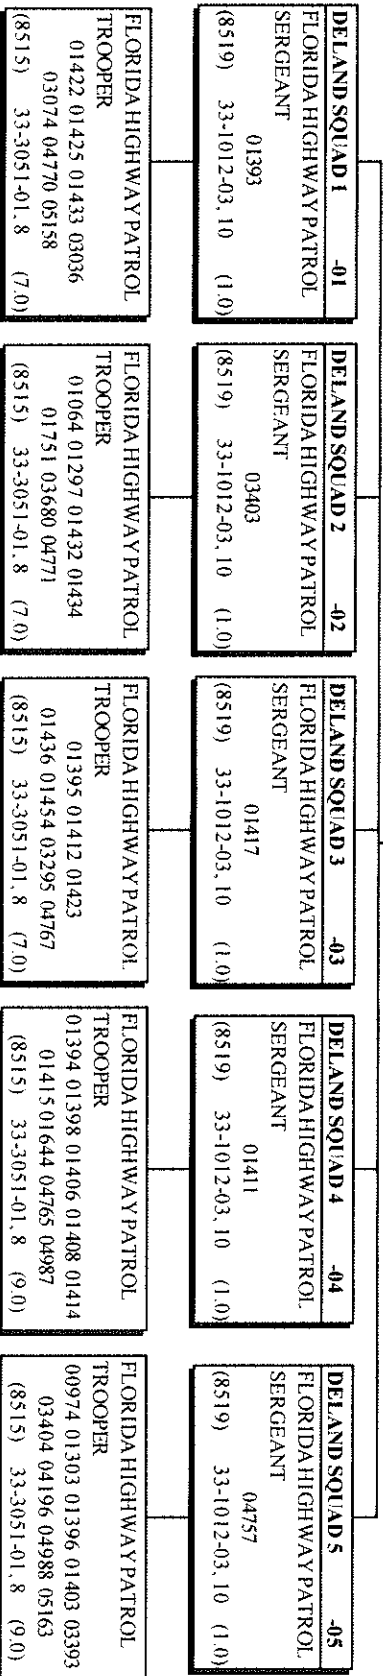 DELAND SQUAD 1 -01
FLORIDA HIGHWAY PATROL
SERGEANT
01393
(8519) 33-1012-03, 10 (1.0)
FLORIDA HIGHWAY PATROL
TROOPER
01422 01425 01433 03036
03074 04770 05158
(8515) 33-3051-01, 8 (7.0)
DELAND SQUAD 2 -02
FLORIDA HIGHWAY PATROL
SERGEANT
03403
(8519) 33-1012-03, 10 (1.0)
FLORIDA HIGHWAY PATROL
TROOPER
01064 01297 01432 01434
01751 03680 04771
(8515) 33-3051-01, 8 (7.0)
DELAND SQUAD 3 -03
FLORIDA HIGHWAY PATROL
SERGEANT
01417
(8519) 33-1012-03, 10 (1.0)
FLORIDA HIGHWAY PATROL
TROOPER
01395 01412 01423
01436 01454 03295 04767
(8515) 33-3051-01, 8 (7.0)
DELAND SQUAD 4 -04
FLORIDA HIGHWAY PATROL
SERGEANT
01411
(8519) 33-1012-03, 10 (1.0)
FLORIDA HIGHWAY PATROL
TROOPER
01394 01398 01406 01408 01414
01415 01644 04765 04987
(8515) 33-3051-01, 8 (9.0)
DELAND SQUAD 5 -05
FLORIDA HIGHWAY PATROL
SERGEANT
04757
(8519) 33-1012-03, 10 (1.0)
FLORIDA HIGHWAY PATROL
TROOPER
00974 01303 01396 01403 03393
03404 04196 04988 05163
(8515) 33-3051-01, 8 (9.0)